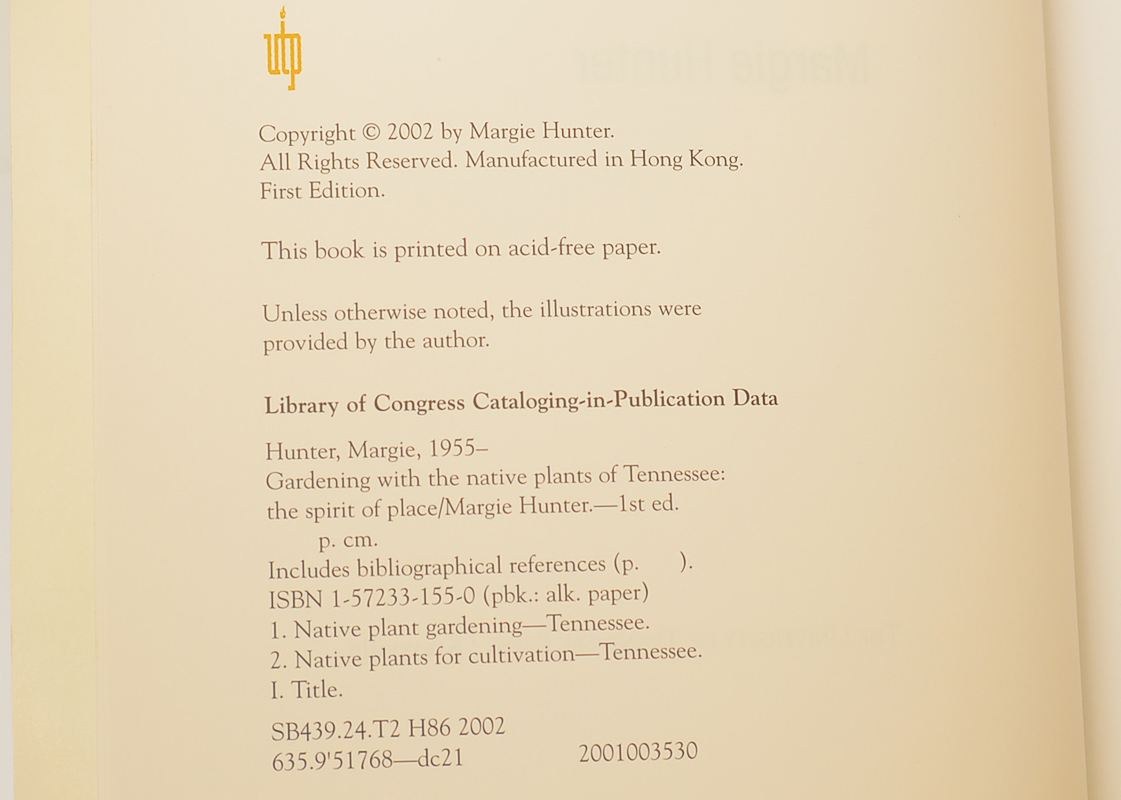 utp
Copyright © 2002 by Margie Hunter.
All Rights Reserved. Manufactured in Hong Kong.
First Edition.
This book is printed on acid-free paper.
Unless otherwise noted, the illustrations were
provided by the author.
Library of Congress Cataloging-in-Publication Data
Hunter, Margie, 1955–
Gardening with the native plants of Tennessee:
the spirit of place/Margie Hunter.—1st ed.
p. cm.
Includes bibliographical references (p.      ).
ISBN 1-57233-155-0 (pbk.: alk. paper)
1. Native plant gardening—Tennessee.
2. Native plants for cultivation—Tennessee.
I. Title.
SB439.24.T2 H86 2002
635.9'51768—dc21 2001003530